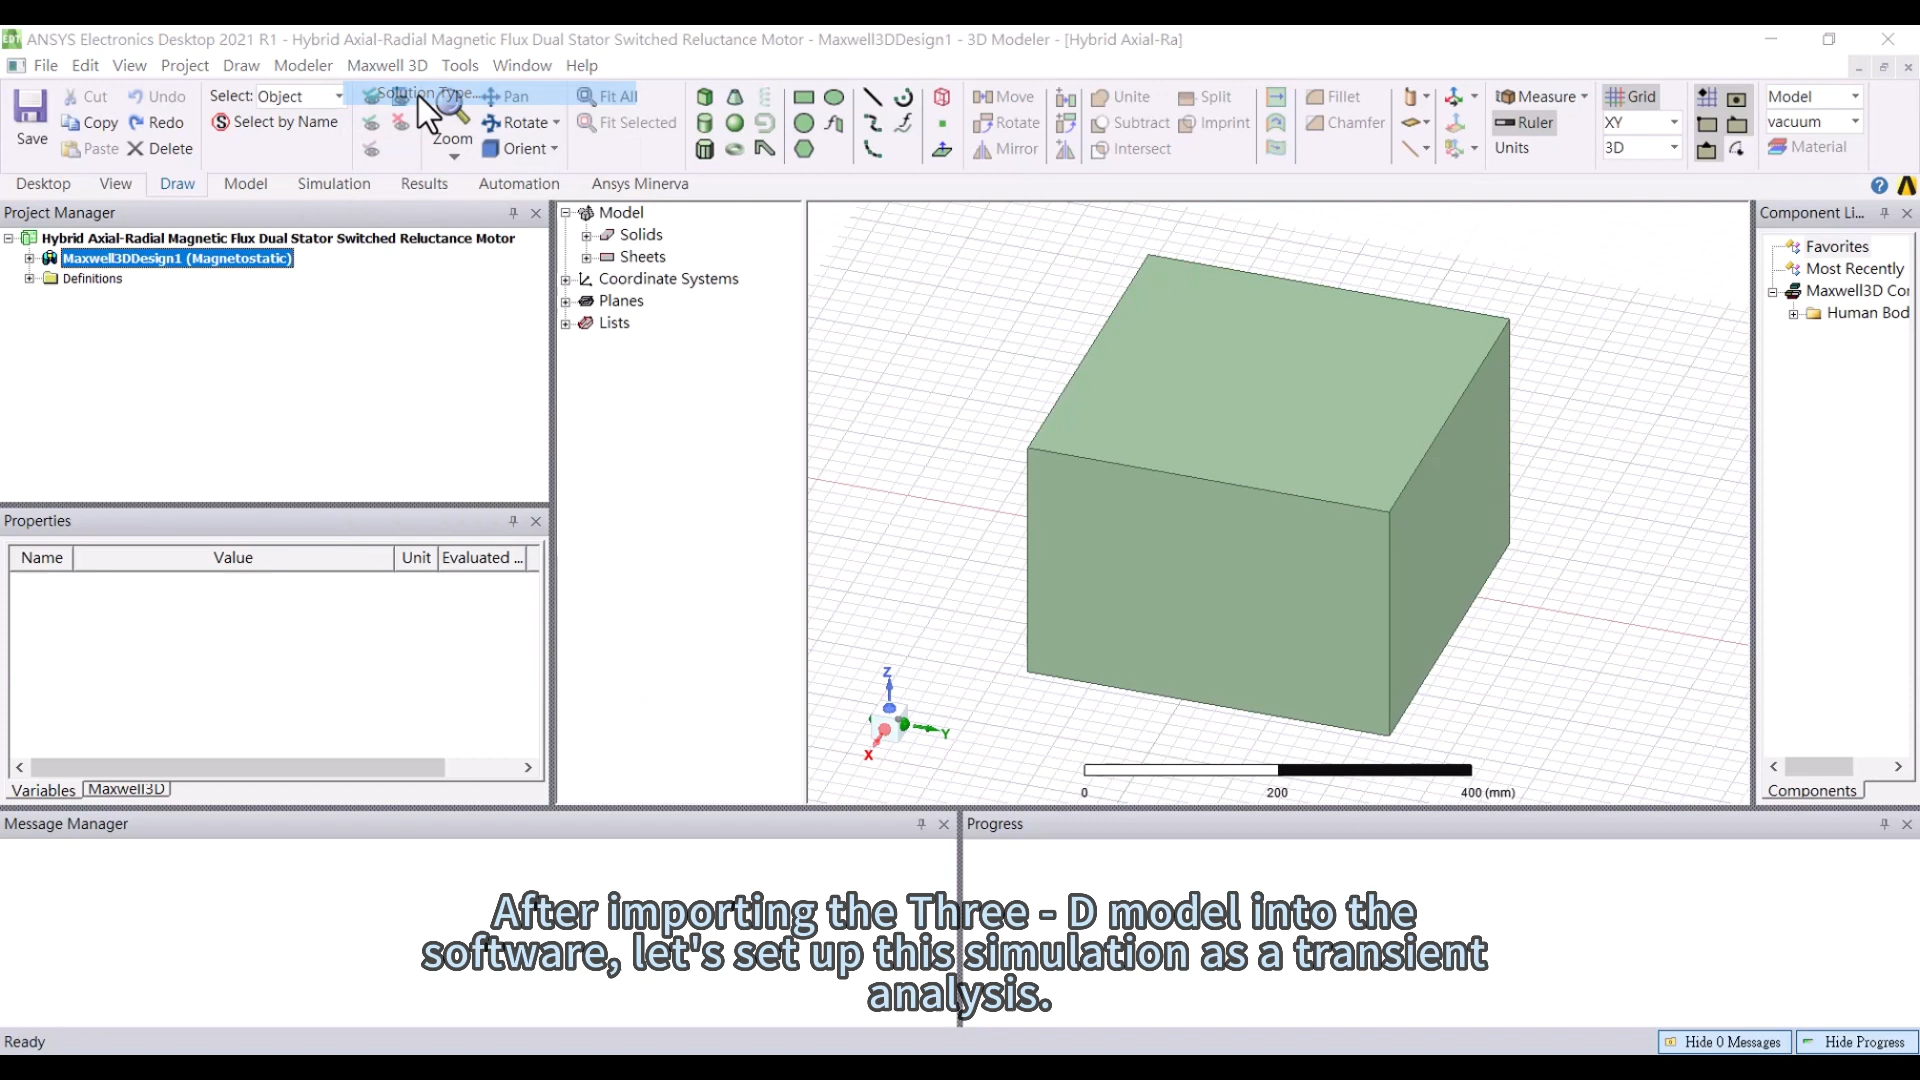 ANSYS Electronics Desktop 2021 R1 - Hybrid Axial-Radial Magnetic Flux Dual Stator Switched Reluctance Motor - Maxwell3DDesign1 - 3D Modeler - [Hybrid Axial-Ra]
File Edit View Project Draw Modeler Maxwell 3D Tools Window Help
Save
Cut
Copy
Paste
Undo
Redo
Delete
Select: Object
Select by Name
Solution Type...
Zoom
Pan
Rotate
Orient
Fit All
Fit Selected
Move
Rotate
Mirror
Unite
Subtract
Intersect
Split
Imprint
Fillet
Chamfer
Measure
Ruler
Units
Grid
XY
3D
Model
vacuum
Material
Desktop View Draw Model Simulation Results Automation Ansys Minerva
Project Manager
Hybrid Axial-Radial Magnetic Flux Dual Stator Switched Reluctance Motor
Maxwell3DDesign1 (Magnetostatic)
Definitions
Properties
Name Value Unit Evaluated ...
Variables Maxwell3D
Model
Solids
Sheets
Coordinate Systems
Planes
Lists
Z
Y
X
0 200 400 (mm)
Component Li...
Favorites
Most Recently
Maxwell3D Cor
Human Bod
Components
Message Manager
Progress
After importing the Three - D model into the
software, let's set up this simulation as a transient
analysis.
Ready
Hide 0 Messages
Hide Progress